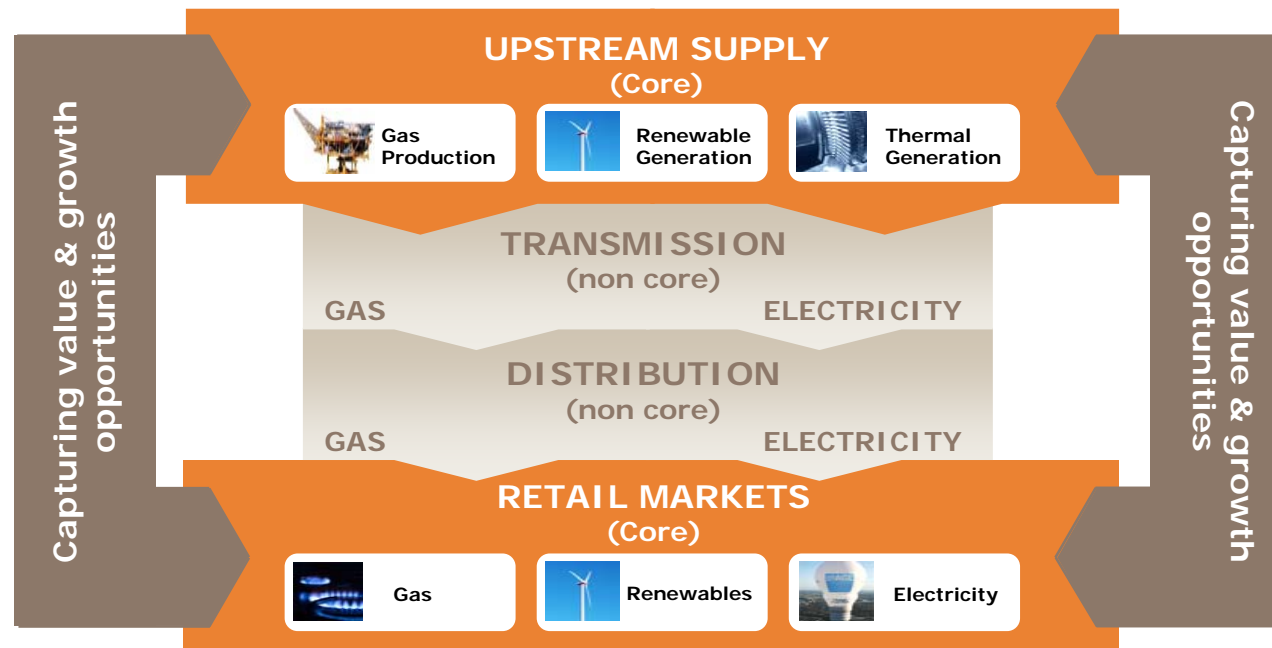 Capturing value & growth
opportunities
UPSTREAM SUPPLY
(Core)
Gas
Production
Renewable
Generation
Thermal
Generation
TRANSMISSION
(non core)
GAS
ELECTRICITY
DISTRIBUTION
(non core)
GAS
ELECTRICITY
RETAIL MARKETS
(Core)
Gas
Renewables
Electricity
Capturing value & growth
opportunities